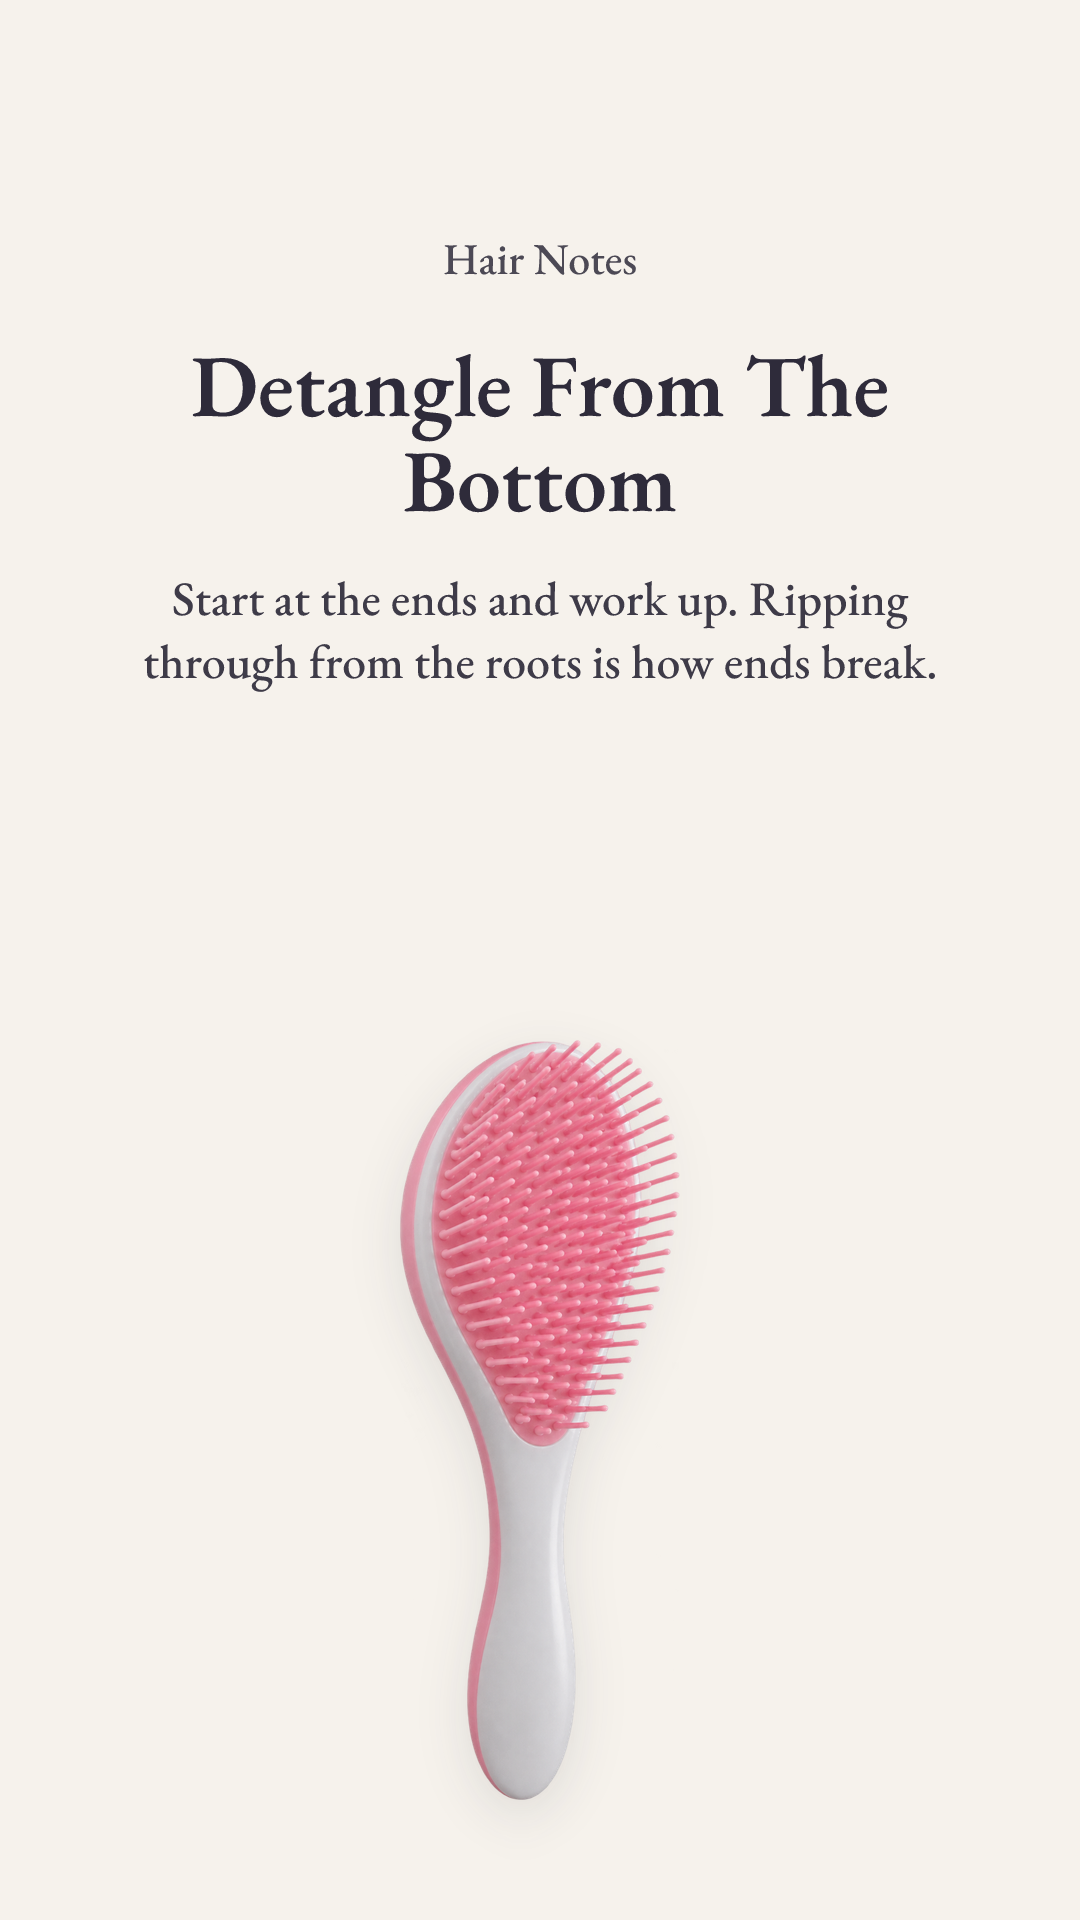 Hair Notes
Detangle From The
Bottom
Start at the ends and work up. Ripping
through from the roots is how ends break.